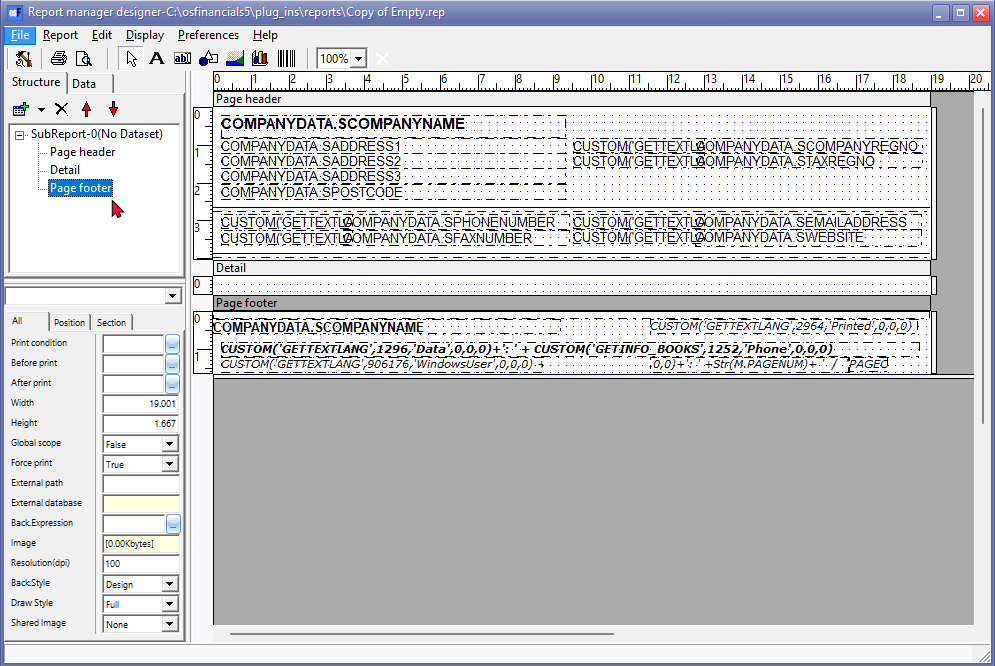 Report manager designer-C:\osfinancials5\plug_ins\reports\Copy of Empty.rep
File Report Edit Display Preferences Help
A ab 100%
Structure Data
SubReport-0(No Dataset)
Page header
Detail
Page footer
All Position Section
Print condition ...
Before print ...
After print ...
Width 19.001
Height 1.667
Global scope False
Force print True
External path
External database
Back.Expression ...
Image [0.00Kbytes]
Resolution(dpi) 100
Back.Style Design
Draw Style Full
Shared Image None
0 1 2 3 4 5 6 7 8 9 10 11 12 13 14 15 16 17 18 19 20
Page header
0
COMPANYDATA.SCOMPANYNAME
1
COMPANYDATA.SADDRESS1 CUSTOM('GETTEXTLA COMPANYDATA.SCOMPANYREGNO
COMPANYDATA.SADDRESS2 CUSTOM('GETTEXTLA COMPANYDATA.STAXREGNO
COMPANYDATA.SADDRESS3
2
COMPANYDATA.SPOSTCODE
3
CUSTOM('GETTEXTLA COMPANYDATA.SPHONENUMBER CUSTOM('GETTEXTLA COMPANYDATA.SEMAILADDRESS
CUSTOM('GETTEXTLA COMPANYDATA.SFAXNUMBER CUSTOM('GETTEXTLA COMPANYDATA.SWEBSITE
Detail
0
Page footer
0
COMPANYDATA.SCOMPANYNAME CUSTOM('GETTEXTLANG',2964,'Printed',0,0,0)
1
CUSTOM('GETTEXTLANG',1296,'Data',0,0,0)+': ' + CUSTOM('GETINFO_BOOKS',1252,'Phone',0,0,0)
CUSTOM('GETTEXTLANG',906176,'WindowsUser',0,0,0) + ,0,0)+': '+Str(M.PAGENUM)+ ' / ' PAGEC